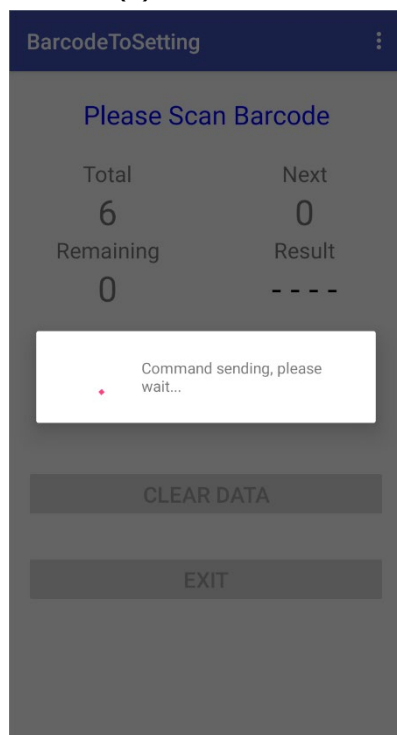 BarcodeToSetting
Please Scan Barcode
Total Next
6 0
Remaining Result
0 ----
Command sending, please
wait...
CLEAR DATA
EXIT